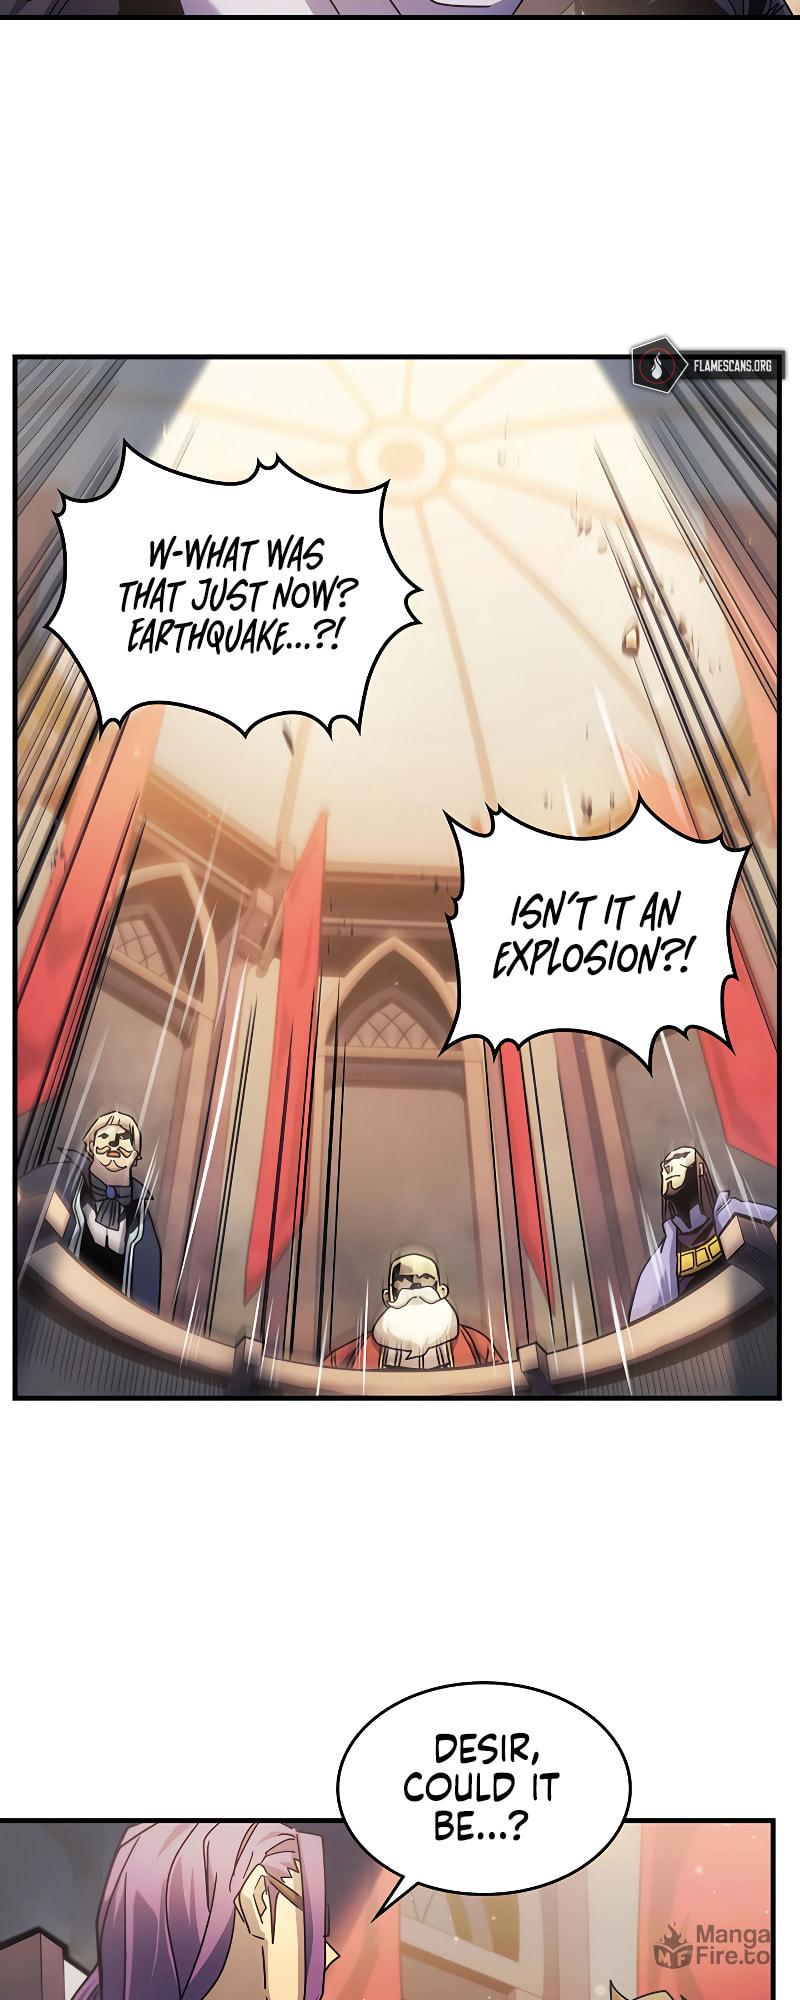 FLAMESCANS.ORG
W-WHAT WAS
THAT JUST NOW?
EARTHQUAKE...?!
ISN'T IT AN
EXPLOSION?!
DESIR,
COULD IT
BE...?
Manga
Fire.to